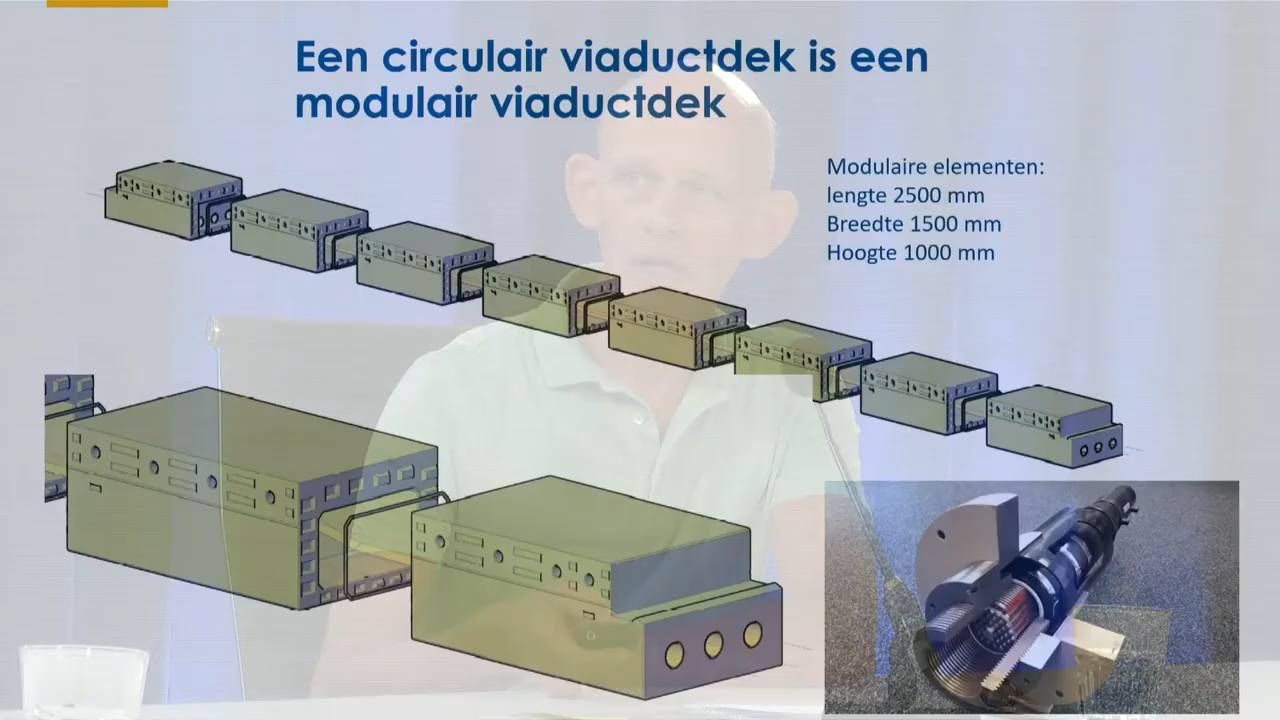 Een circulair viaductdek is een
modulair viaductdek
Modulaire elementen:
lengte 2500 mm
Breedte 1500 mm
Hoogte 1000 mm